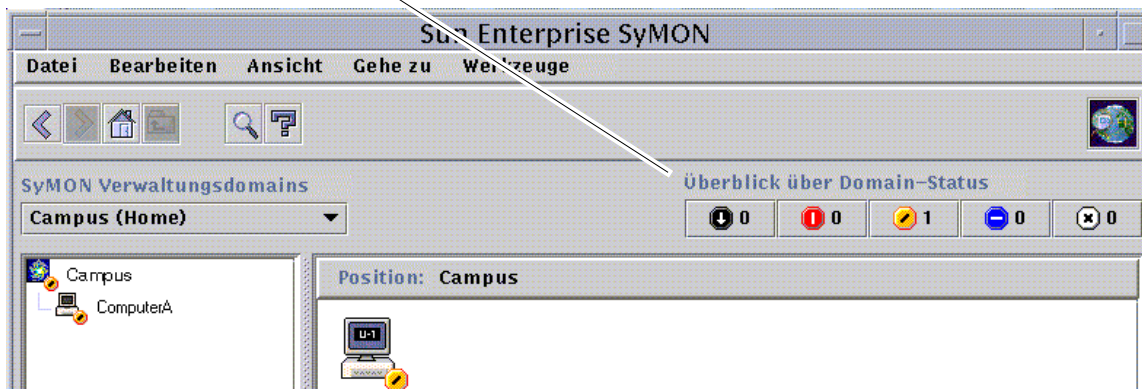 Sun Enterprise SyMON
Datei Bearbeiten Ansicht Gehe zu Werkzeuge
SyMON Verwaltungsdomains
Überblick über Domain-Status
Campus (Home)
0 0 1 0 0
Campus
ComputerA
Position: Campus
U-1